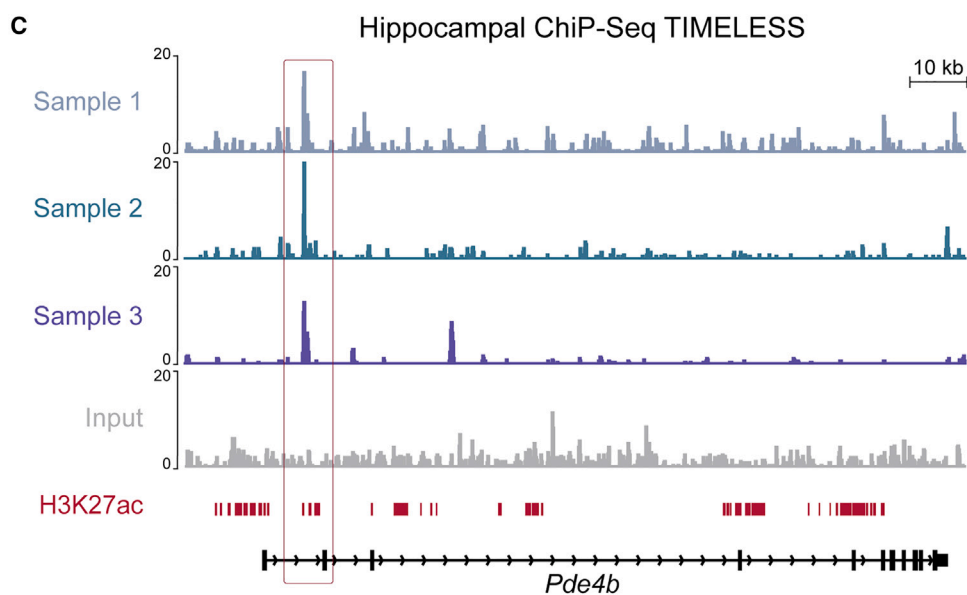 C
Hippocampal ChiP-Seq TIMELESS
20
10 kb
Sample 1
0
20
Sample 2
0
20
Sample 3
0
20
Input
0
H3K27ac
Pde4b